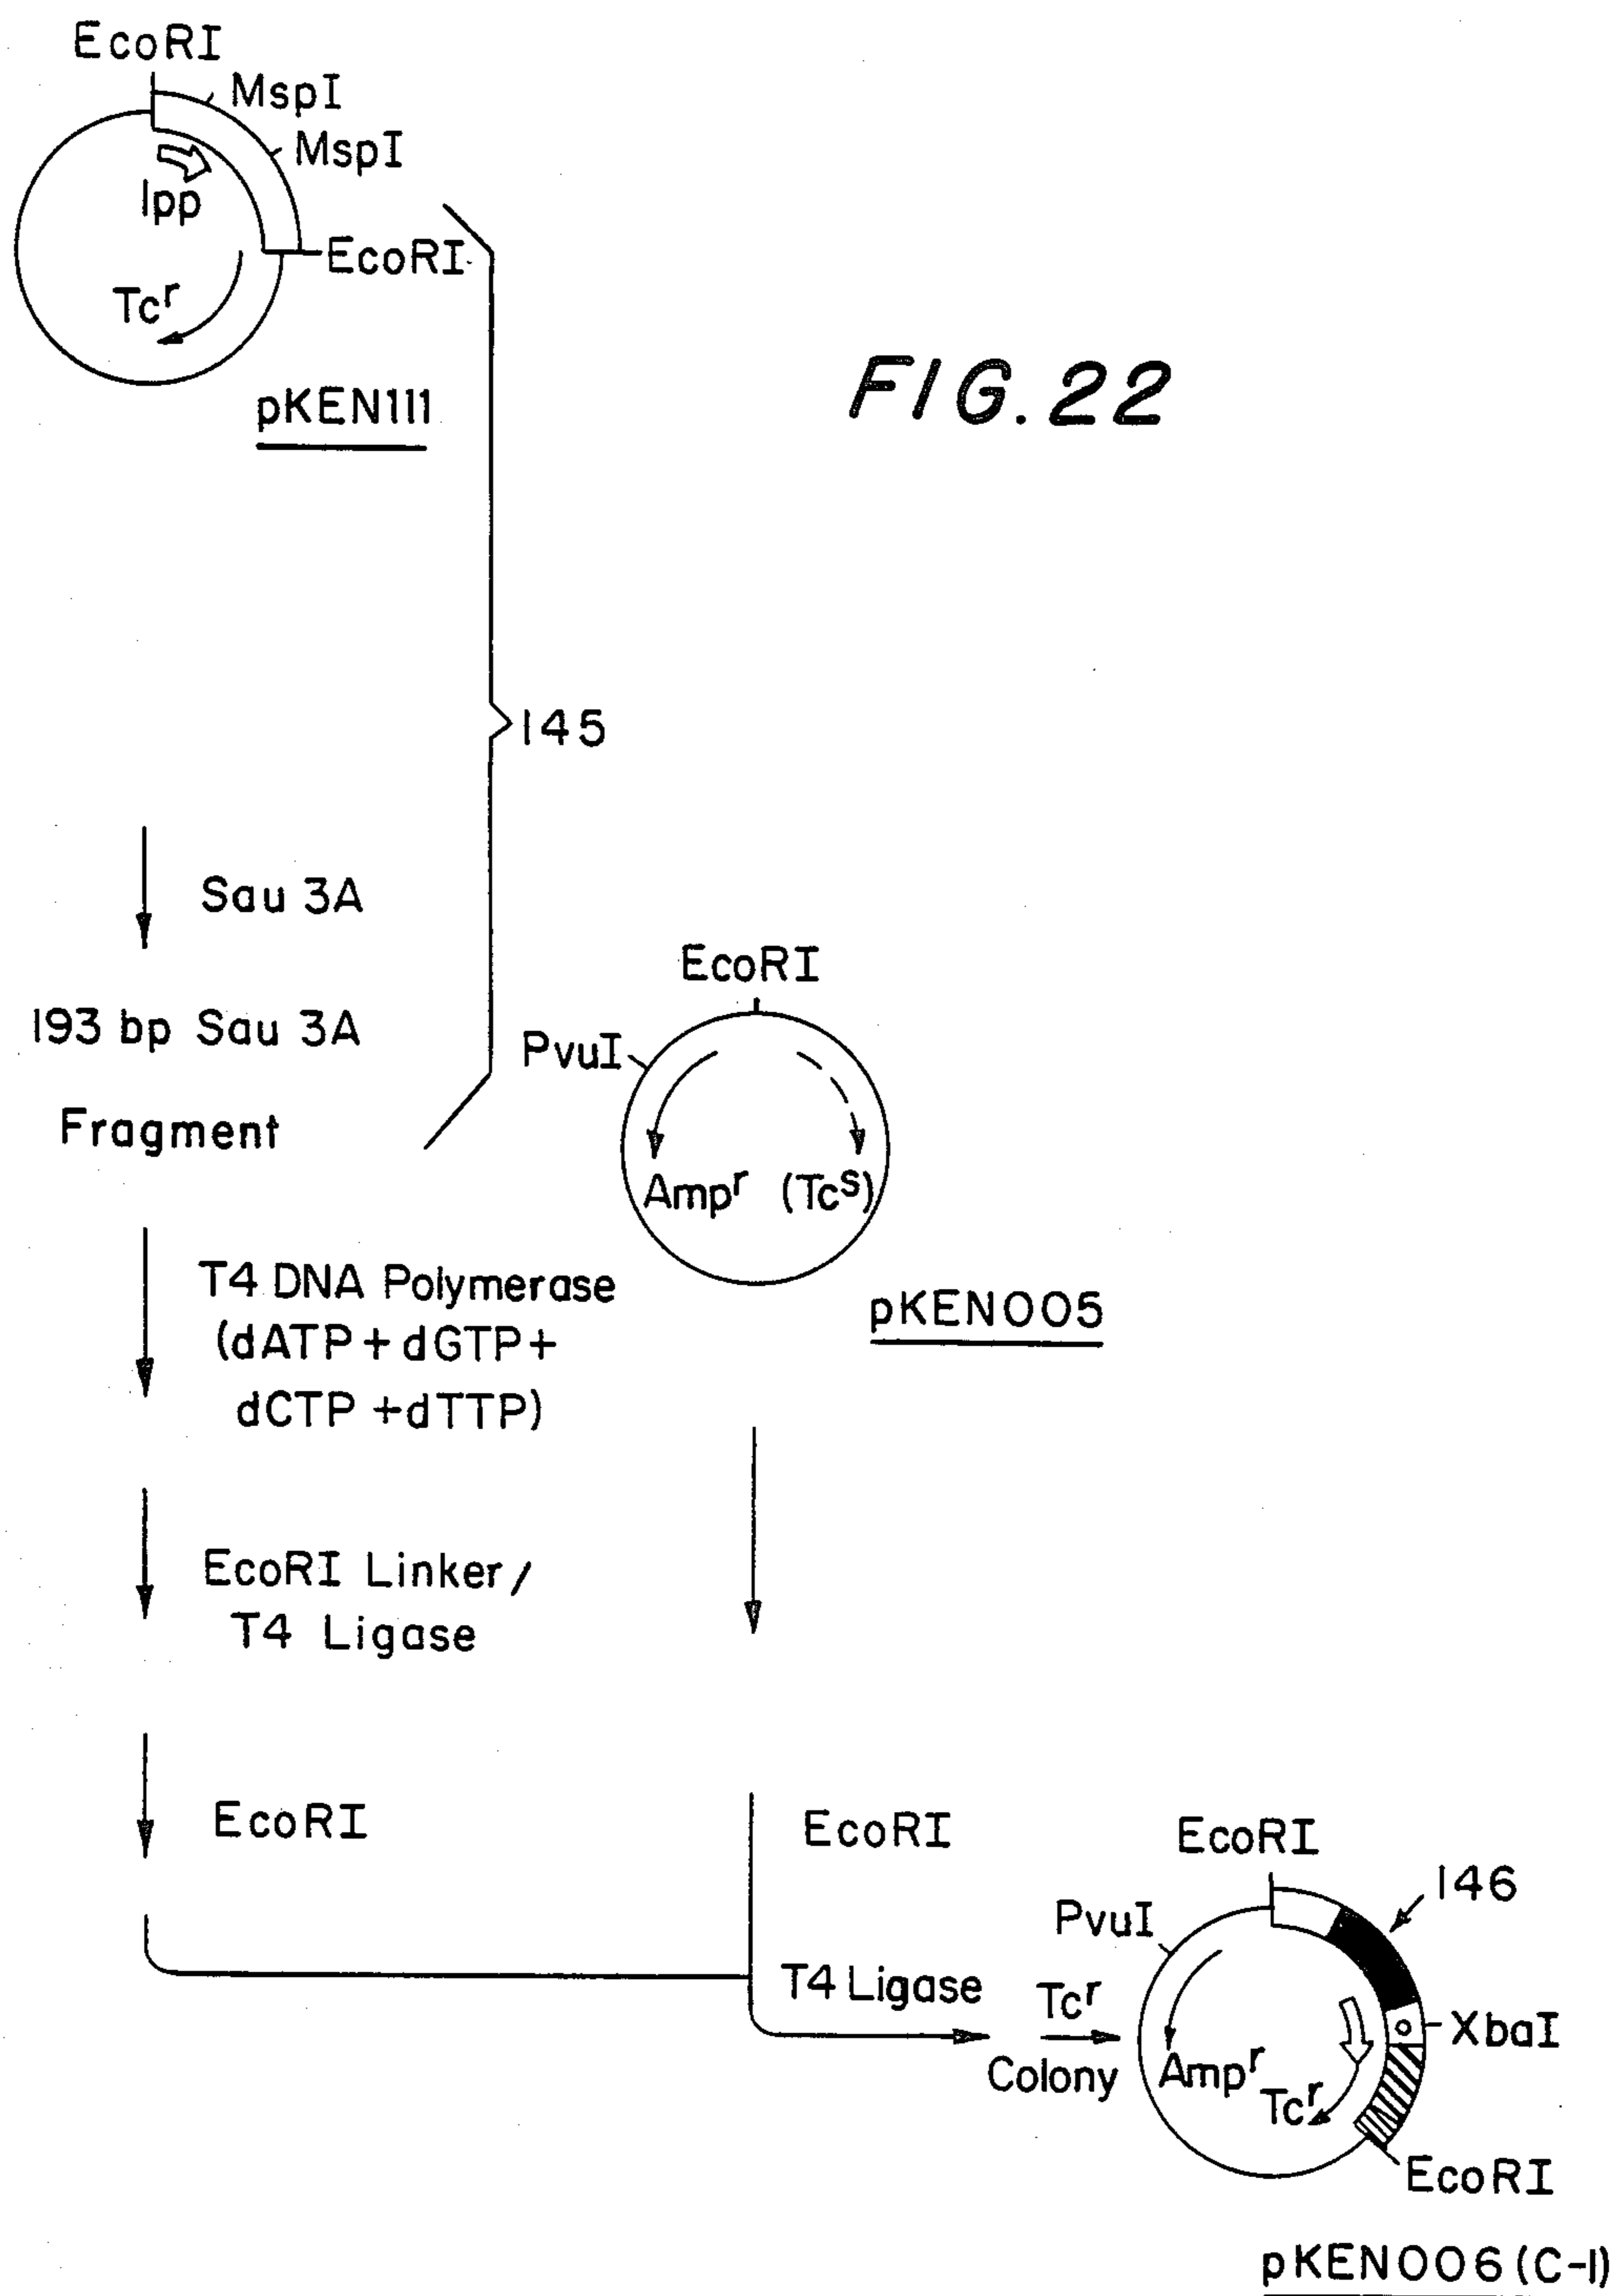 EcoRI
MspI
MspI
lpp
EcoRI
Tcr
pKEN111
FIG. 22
145
Sau 3A
193 bp Sau 3A
Fragment
EcoRI
PvuI
Ampr (Tcs)
pKEN005
T4 DNA Polymerase
(dATP + dGTP +
dCTP + dTTP)
EcoRI Linker/
T4 Ligase
EcoRI
EcoRI
T4 Ligase
Tcr
Colony
EcoRI
146
PvuI
XbaI
Ampr
Tcr
EcoRI
pKEN006 (C-1)